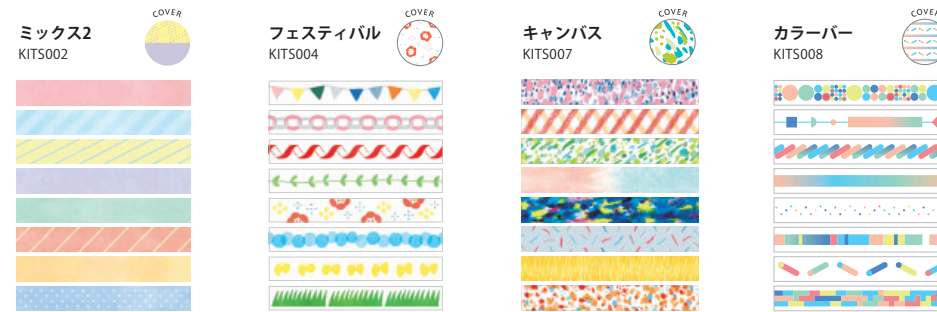 COVER
ミックス2
KITS002
COVER
フェスティバル
KITS004
COVER
キャンバス
KITS007
COVER
カラーバー
KITS008